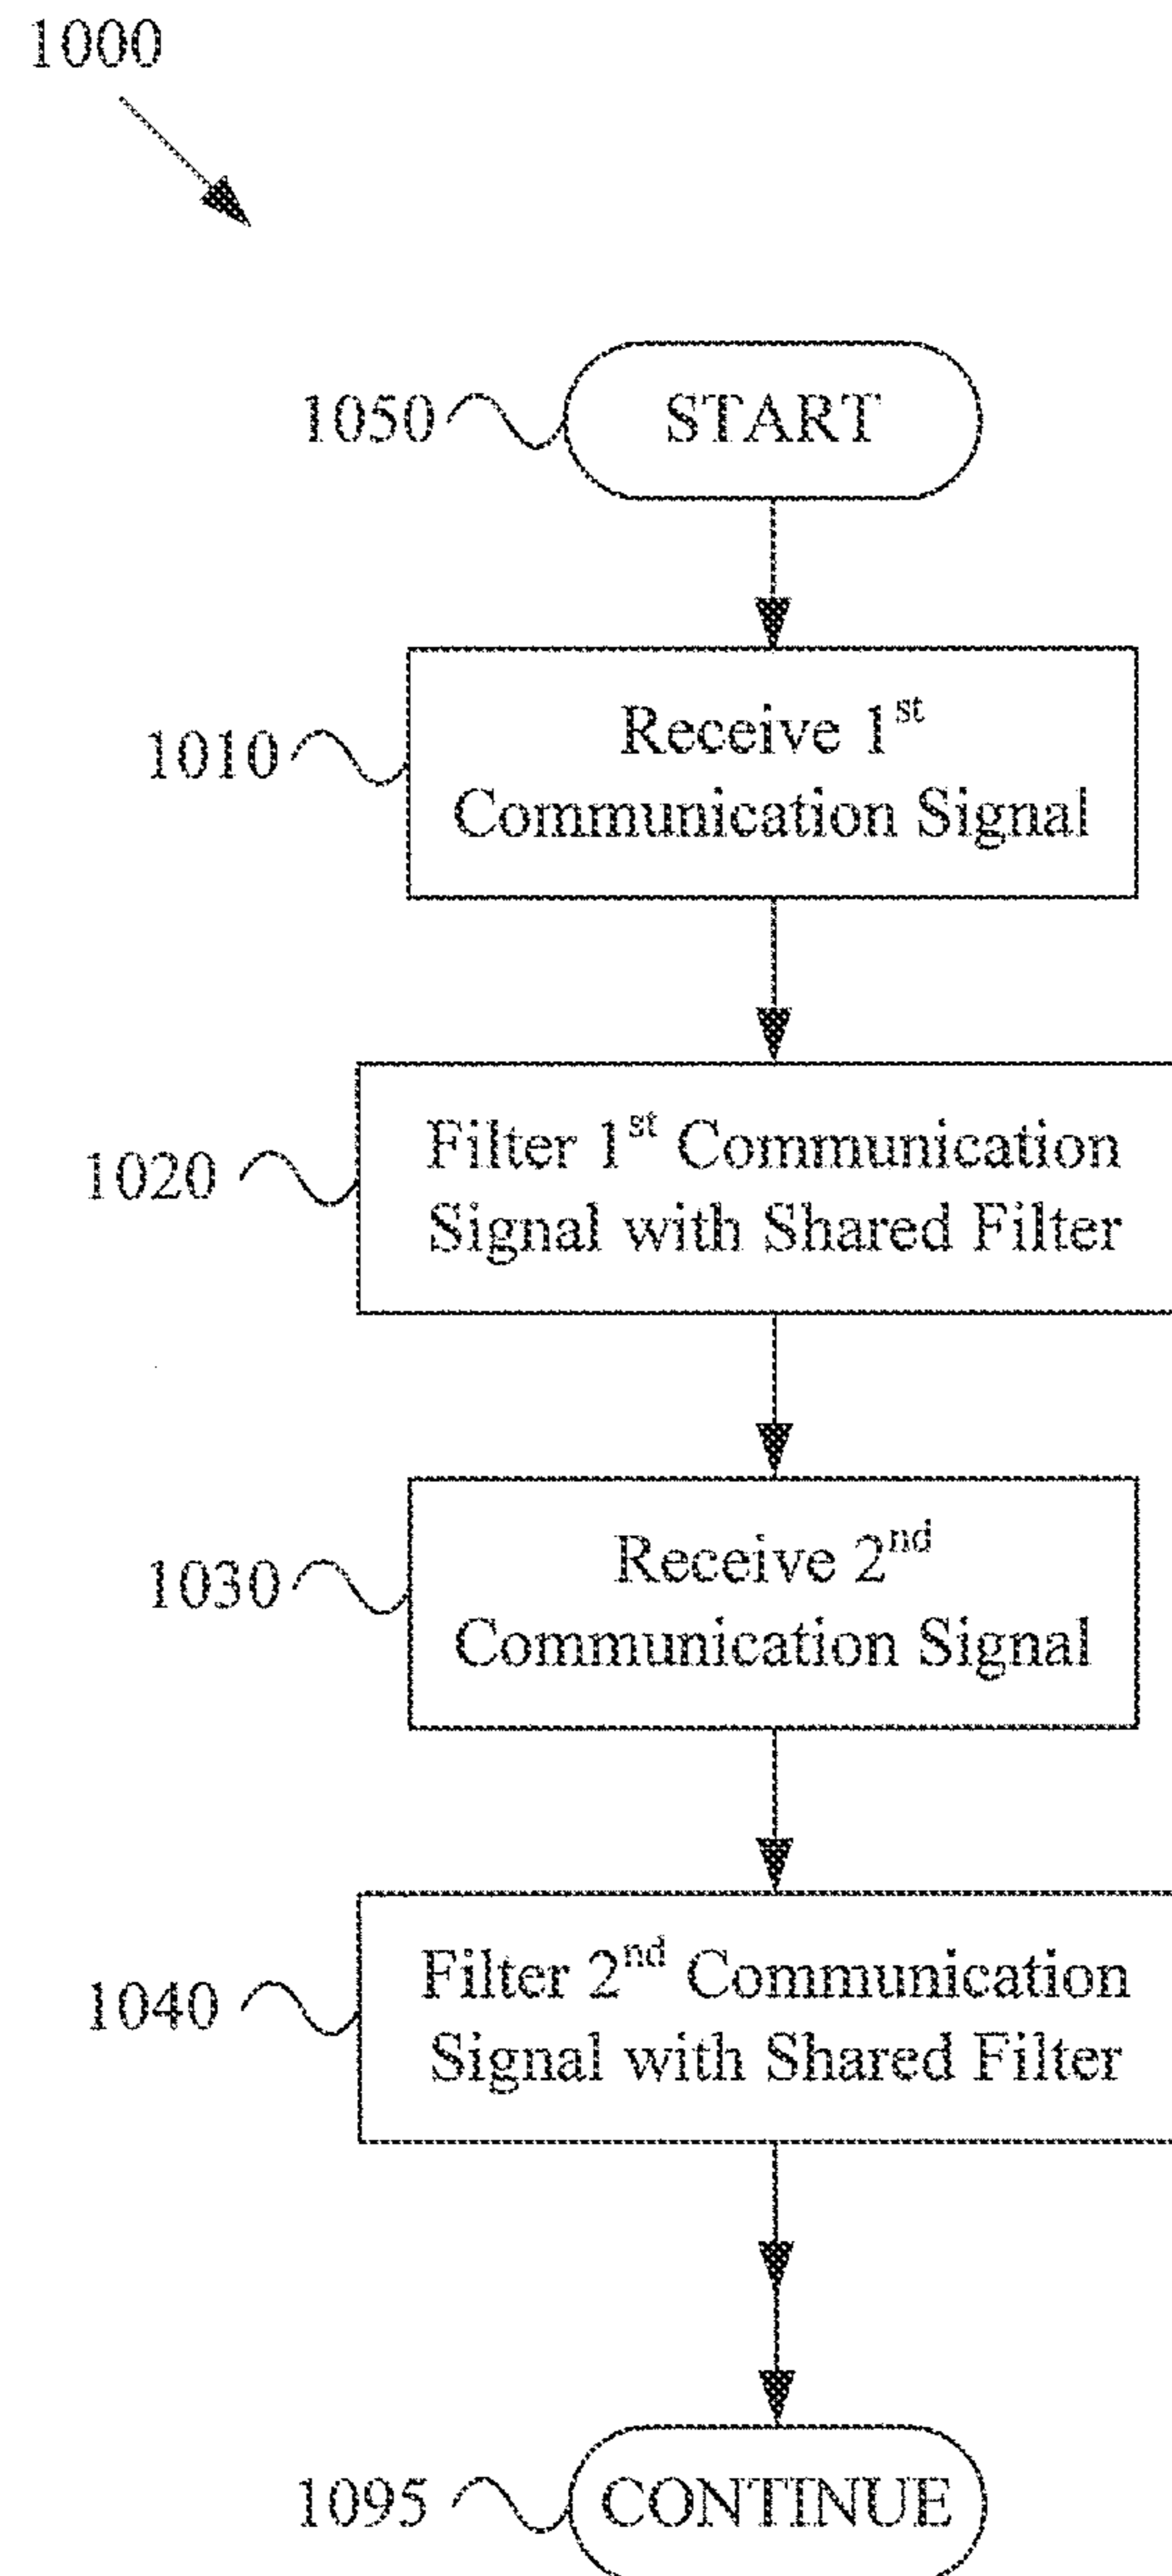 1000
1050 START
1010 Receive 1st
Communication Signal
1020 Filter 1st Communication
Signal with Shared Filter
1030 Receive 2nd
Communication Signal
1040 Filter 2nd Communication
Signal with Shared Filter
1095 CONTINUE